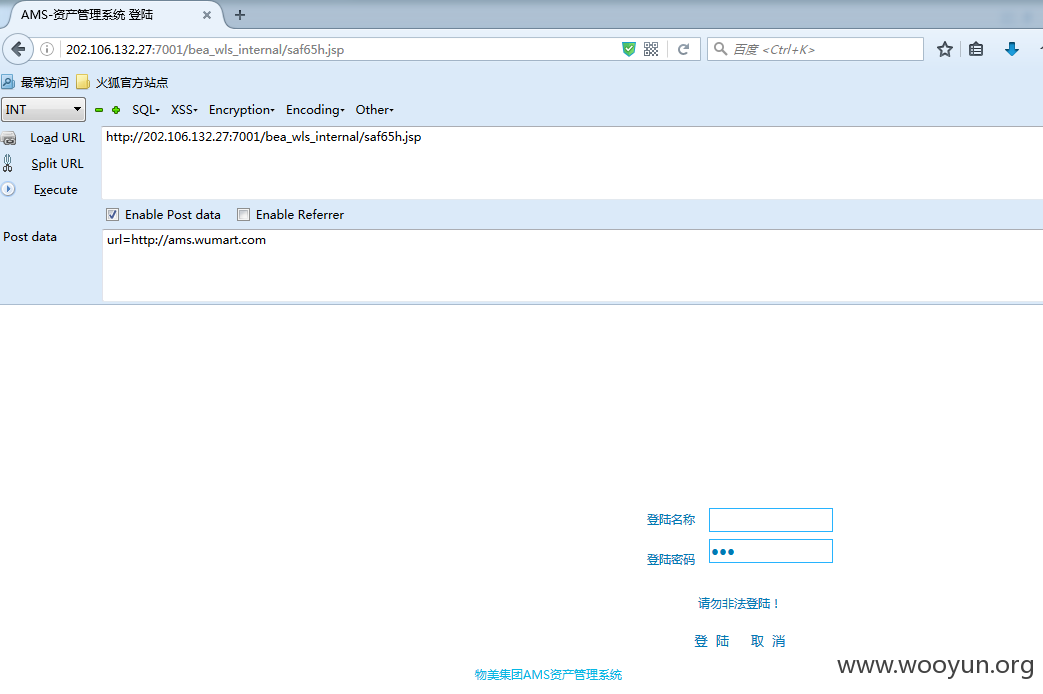 AMS-资产管理系统 登陆
202.106.132.27:7001/bea_wls_internal/saf65h.jsp
百度 <Ctrl+K>
最常访问 火狐官方站点
INT SQL XSS Encryption Encoding Other
Load URL http://202.106.132.27:7001/bea_wls_internal/saf65h.jsp
Split URL
Execute
Enable Post data Enable Referrer
Post data url=http://ams.wumart.com
登陆名称
登陆密码
请勿非法登陆！
登 陆 取 消
物美集团AMS资产管理系统
www.wooyun.org